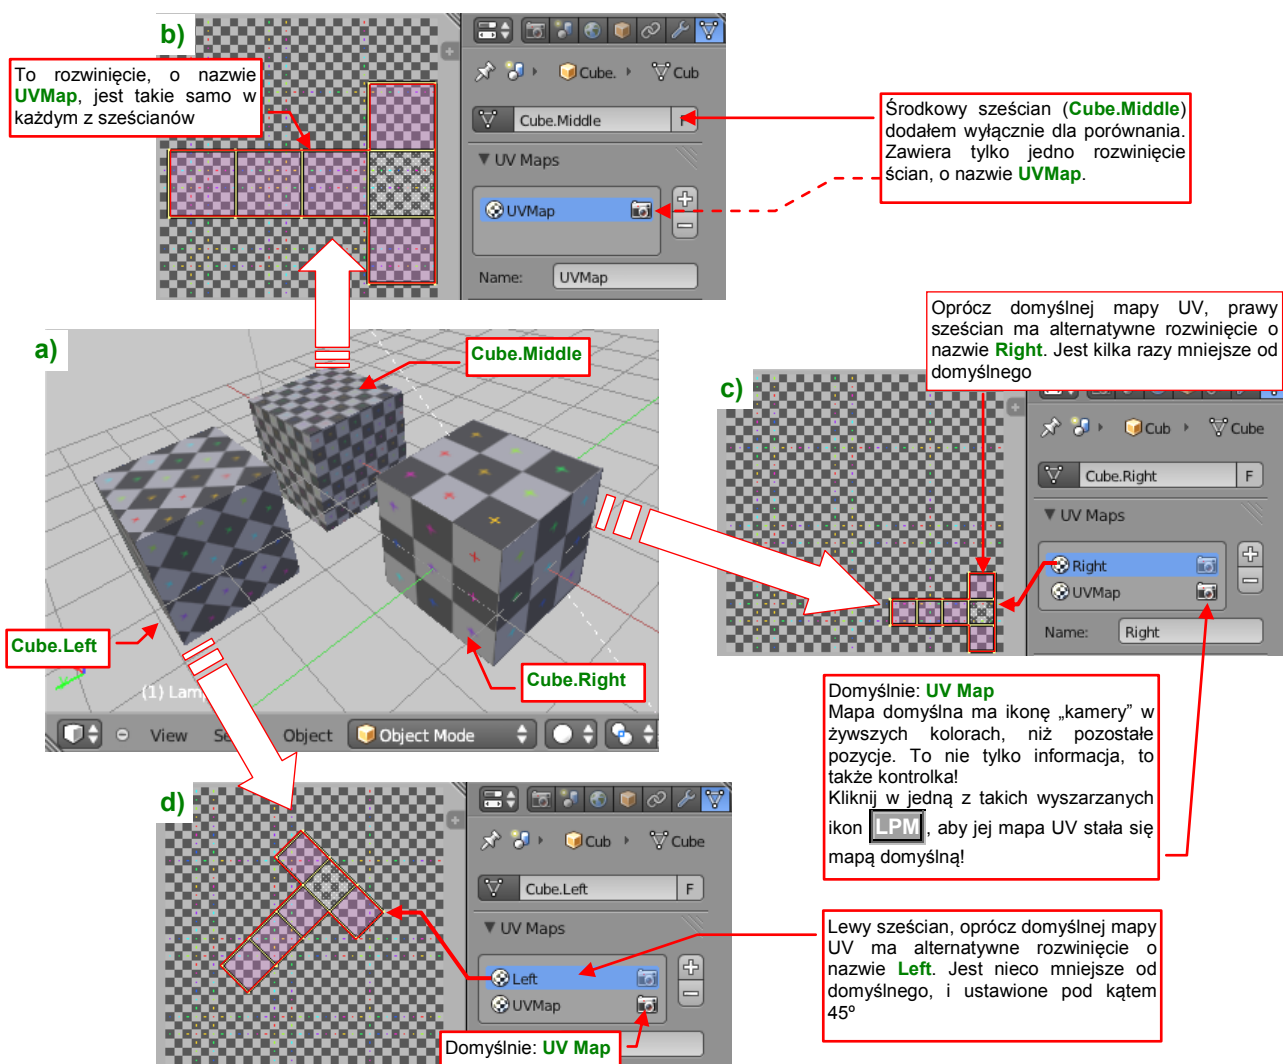 b)
To rozwinięcie, o nazwie
UVMap, jest takie samo w
każdym z sześcianów
Cube.
Cub
Cube.Middle
F
UV Maps
UVMap
Name:
UVMap
Środkowy sześcian (Cube.Middle)
dodałem wyłącznie dla porównania.
Zawiera tylko jedno rozwinięcie
ścian, o nazwie UVMap.
a)
Cube.Middle
Cube.Left
Cube.Right
(1) Lam
View
Se
Object
Object Mode
Oprócz domyślnej mapy UV, prawy
sześcian ma alternatywne rozwinięcie o
nazwie Right. Jest kilka razy mniejsze od
domyślnego
c)
Cub
Cube
Cube.Right
F
UV Maps
Right
UVMap
Name:
Right
Domyślnie: UV Map
Mapa domyślna ma ikonę „kamery” w
żywszych kolorach, niż pozostałe
pozycje. To nie tylko informacja, to
także kontrolka!
Kliknij w jedną z takich wyszarzanych
ikon LPM, aby jej mapa UV stała się
mapą domyślną!
d)
Cub
Cube
Cube.Left
F
UV Maps
Left
UVMap
Domyślnie: UV Map
Lewy sześcian, oprócz domyślnej mapy
UV ma alternatywne rozwinięcie o
nazwie Left. Jest nieco mniejsze od
domyślnego, i ustawione pod kątem
45º